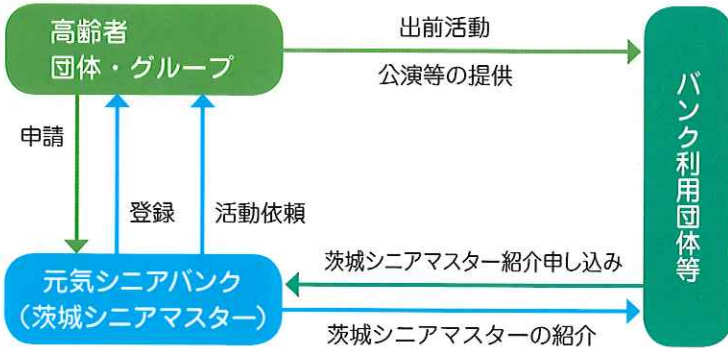 高齢者
団体・グループ
出前活動
公演等の提供
バンク利用団体等
申請
登録
活動依頼
元気シニアバンク
（茨城シニアマスター）
茨城シニアマスター紹介申し込み
茨城シニアマスターの紹介